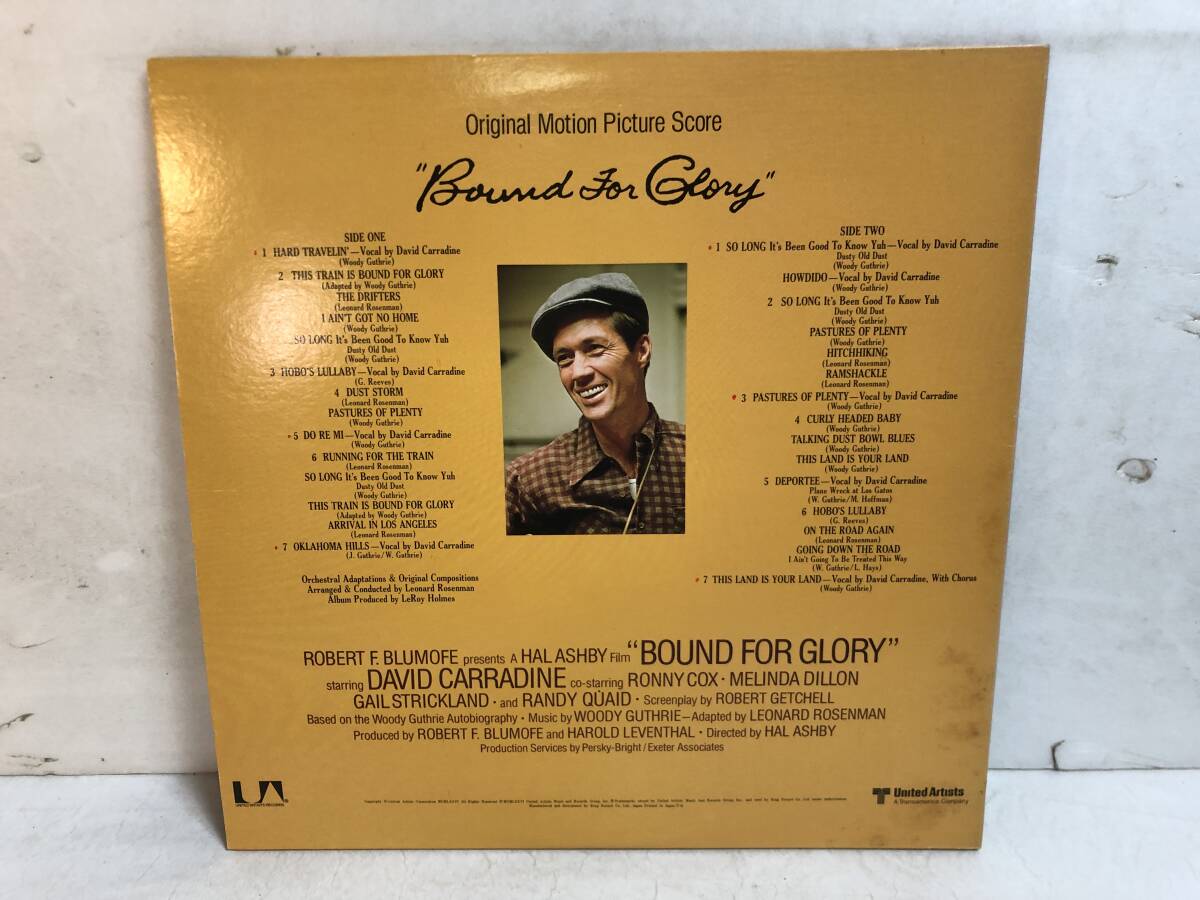 Original Motion Picture Score
"Bound For Glory"
SIDE ONE
1 HARD TRAVELIN'—Vocal by David Carradine
(Woody Guthrie)
2 THIS TRAIN IS BOUND FOR GLORY
(Adapted by Woody Guthrie)
THE DRIFTERS
(Leonard Rosenman)
I AIN'T GOT NO HOME
(Woody Guthrie)
SO LONG It's Been Good To Know Yuh
Dusty Old Dust
(Woody Guthrie)
3 HOBO'S LULLABY—Vocal by David Carradine
(G. Reeves)
4 DUST STORM
(Leonard Rosenman)
PASTURES OF PLENTY
(Woody Guthrie)
5 DO RE MI—Vocal by David Carradine
(Woody Guthrie)
6 RUNNING FOR THE TRAIN
(Leonard Rosenman)
SO LONG It's Been Good To Know Yuh
Dusty Old Dust
(Woody Guthrie)
THIS TRAIN IS BOUND FOR GLORY
(Adapted by Woody Guthrie)
ARRIVAL IN LOS ANGELES
(Leonard Rosenman)
7 OKLAHOMA HILLS—Vocal by David Carradine
(J. Guthrie/W. Guthrie)
Orchestral Adaptations & Original Compositions
Arranged & Conducted by Leonard Rosenman
Album Produced by LeRoy Holmes
SIDE TWO
1 SO LONG It's Been Good To Know Yuh—Vocal by David Carradine
Dusty Old Dust
(Woody Guthrie)
HOWDIDO—Vocal by David Carradine
(Woody Guthrie)
2 SO LONG It's Been Good To Know Yuh
Dusty Old Dust
(Woody Guthrie)
PASTURES OF PLENTY
(Woody Guthrie)
HITCHHIKING
(Leonard Rosenman)
RAMSHACKLE
(Leonard Rosenman)
3 PASTURES OF PLENTY—Vocal by David Carradine
(Woody Guthrie)
4 CURLY HEADED BABY
(Woody Guthrie)
TALKING DUST BOWL BLUES
(Woody Guthrie)
THIS LAND IS YOUR LAND
(Woody Guthrie)
5 DEPORTEE—Vocal by David Carradine
Plane Wreck at Los Gatos
(W. Guthrie/M. Hoffman)
6 HOBO'S LULLABY
(G. Reeves)
ON THE ROAD AGAIN
(Leonard Rosenman)
GOING DOWN THE ROAD
I Ain't Going To Be Treated This Way
(W. Guthrie/L. Hays)
7 THIS LAND IS YOUR LAND—Vocal by David Carradine, With Chorus
(Woody Guthrie)
ROBERT F. BLUMOFE presents A HAL ASHBY Film "BOUND FOR GLORY"
starring DAVID CARRADINE co-starring RONNY COX · MELINDA DILLON
GAIL STRICKLAND · and RANDY QUAID · Screenplay by ROBERT GETCHELL
Based on the Woody Guthrie Autobiography · Music by WOODY GUTHRIE—Adapted by LEONARD ROSENMAN
Produced by ROBERT F. BLUMOFE and HAROLD LEVENTHAL · Directed by HAL ASHBY
Production Services by Persky-Bright/Exeter Associates
UA
UNITED ARTISTS RECORDS
United Artists
A Transamerica Company